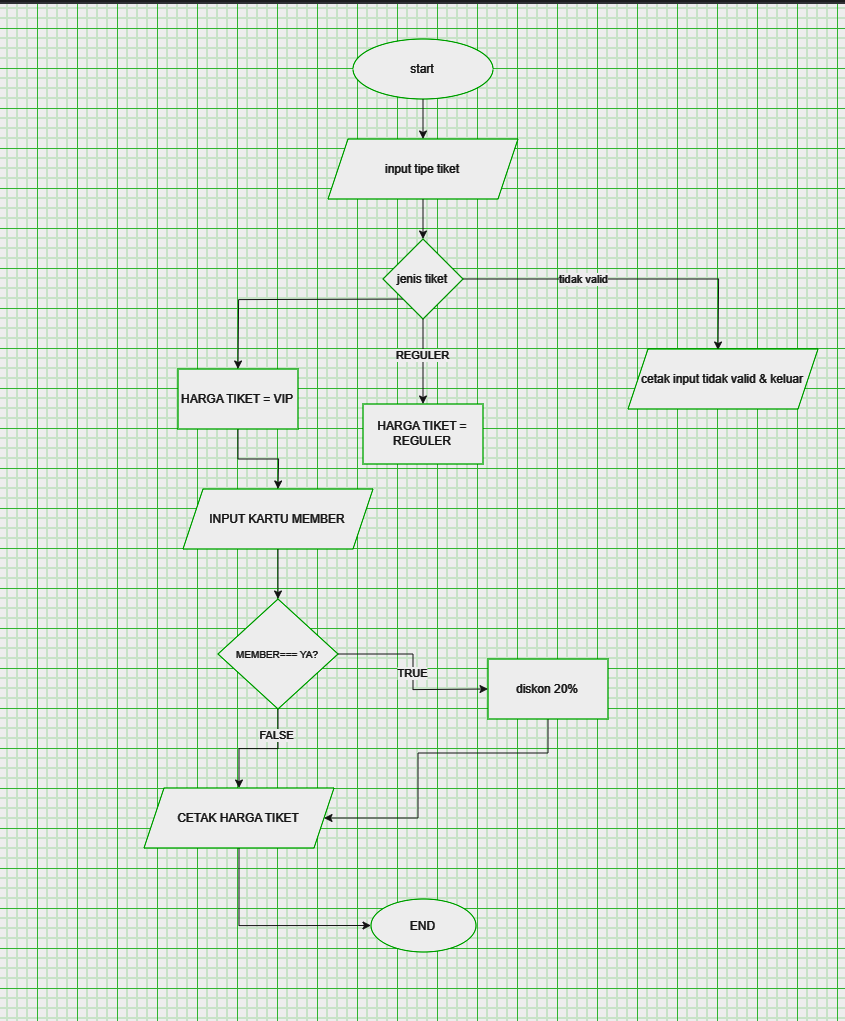 start
input tipe tiket
jenis tiket
tidak valid
REGULER
cetak input tidak valid & keluar
HARGA TIKET = VIP
HARGA TIKET =
REGULER
INPUT KARTU MEMBER
MEMBER=== YA?
TRUE
diskon 20%
FALSE
CETAK HARGA TIKET
END